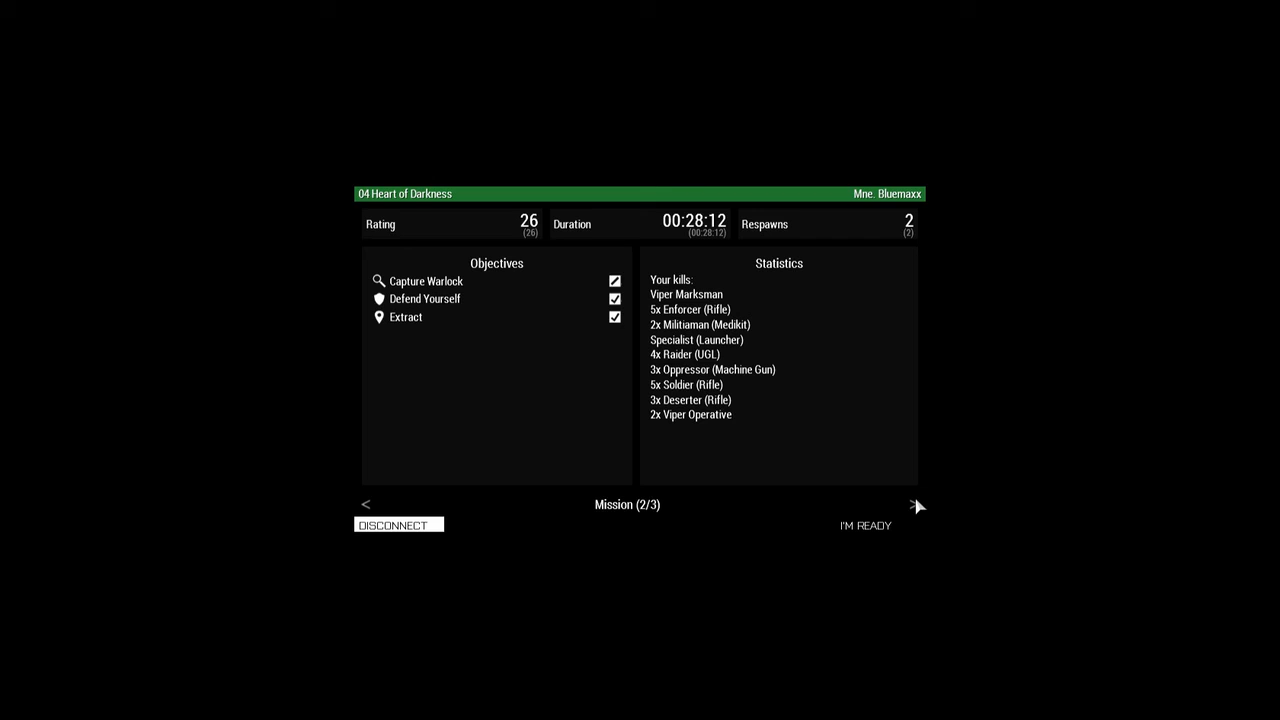 04 Heart of Darkness Mne. Bluemaxx
Rating 26 (26) Duration 00:28:12 (00:28:12) Respawns 2 (2)
Objectives
Capture Warlock
Defend Yourself
Extract
Statistics
Your kills:
Viper Marksman
5x Enforcer (Rifle)
2x Militiaman (Medikit)
Specialist (Launcher)
4x Raider (UGL)
3x Oppressor (Machine Gun)
5x Soldier (Rifle)
3x Deserter (Rifle)
2x Viper Operative
< Mission (2/3) >
DISCONNECT I'M READY